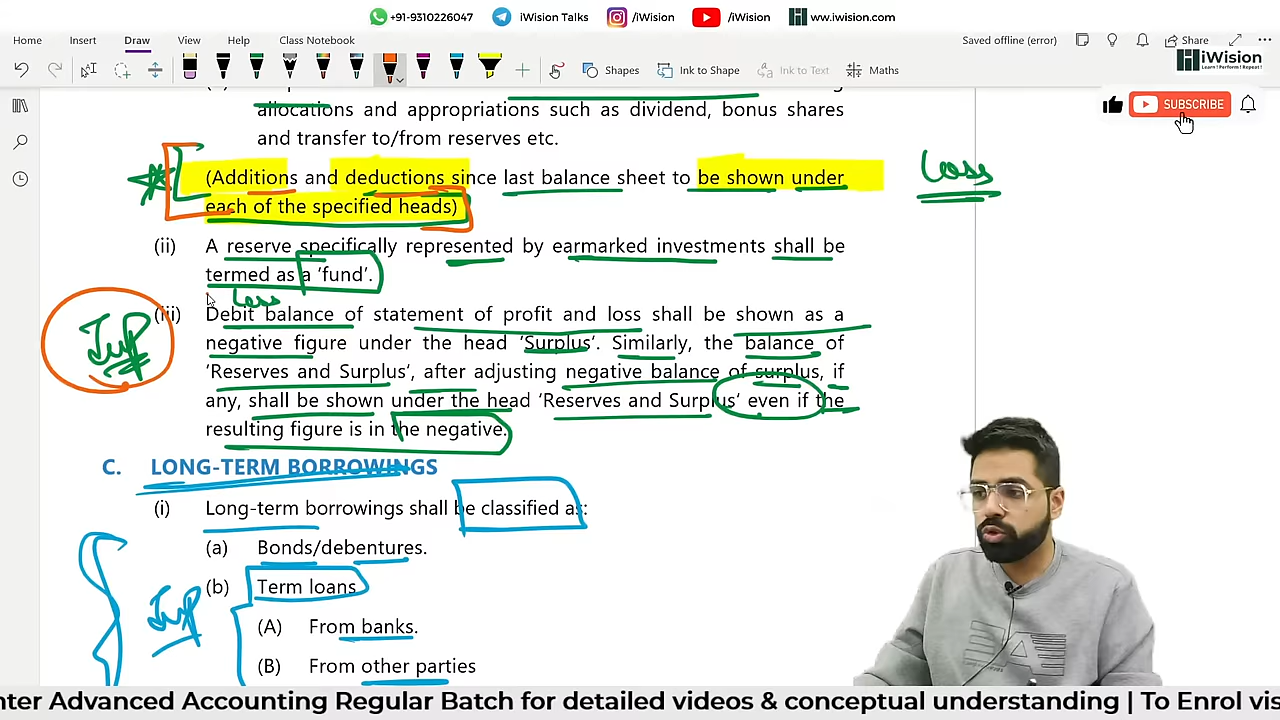 +91-9310226047 iWision Talks /iWision /iWision ww.iwision.com
Home Insert Draw View Help Class Notebook Saved offline (error) Share
Shapes Ink to Shape Ink to Text Maths
iWision
Learn ! Perform ! Repeat !
SUBSCRIBE
allocations and appropriations such as dividend, bonus shares
and transfer to/from reserves etc.
(Additions and deductions since last balance sheet to be shown under
each of the specified heads)
Loss
(ii) A reserve specifically represented by earmarked investments shall be
termed as a ‘fund’.
Loss
(iii) Debit balance of statement of profit and loss shall be shown as a
negative figure under the head ‘Surplus’. Similarly, the balance of
‘Reserves and Surplus’, after adjusting negative balance of surplus, if
any, shall be shown under the head ‘Reserves and Surplus’ even if the
resulting figure is in the negative.
Imp
C. LONG-TERM BORROWINGS
(i) Long-term borrowings shall be classified as:
(a) Bonds/debentures.
(b) Term loans
Imp
(A) From banks.
(B) From other parties
nter Advanced Accounting Regular Batch for detailed videos & conceptual understanding | To Enrol vis